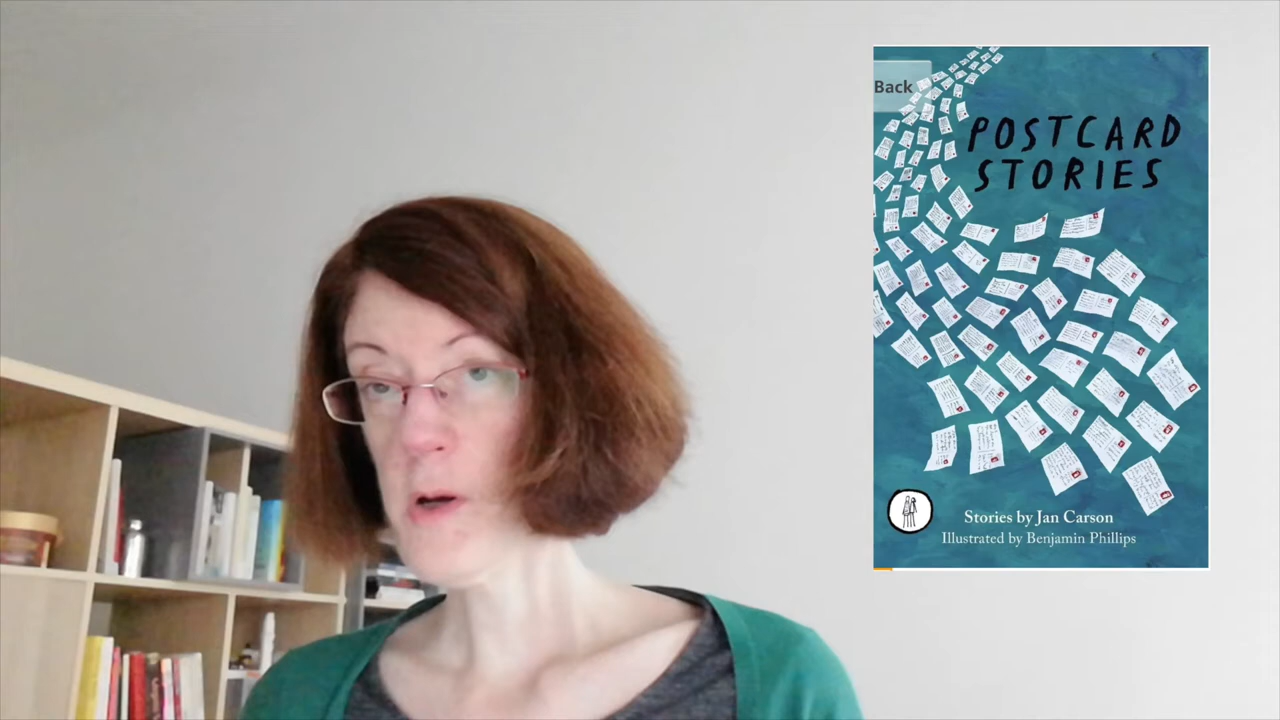 Back
POSTCARD
STORIES
Stories by Jan Carson
Illustrated by Benjamin Phillips